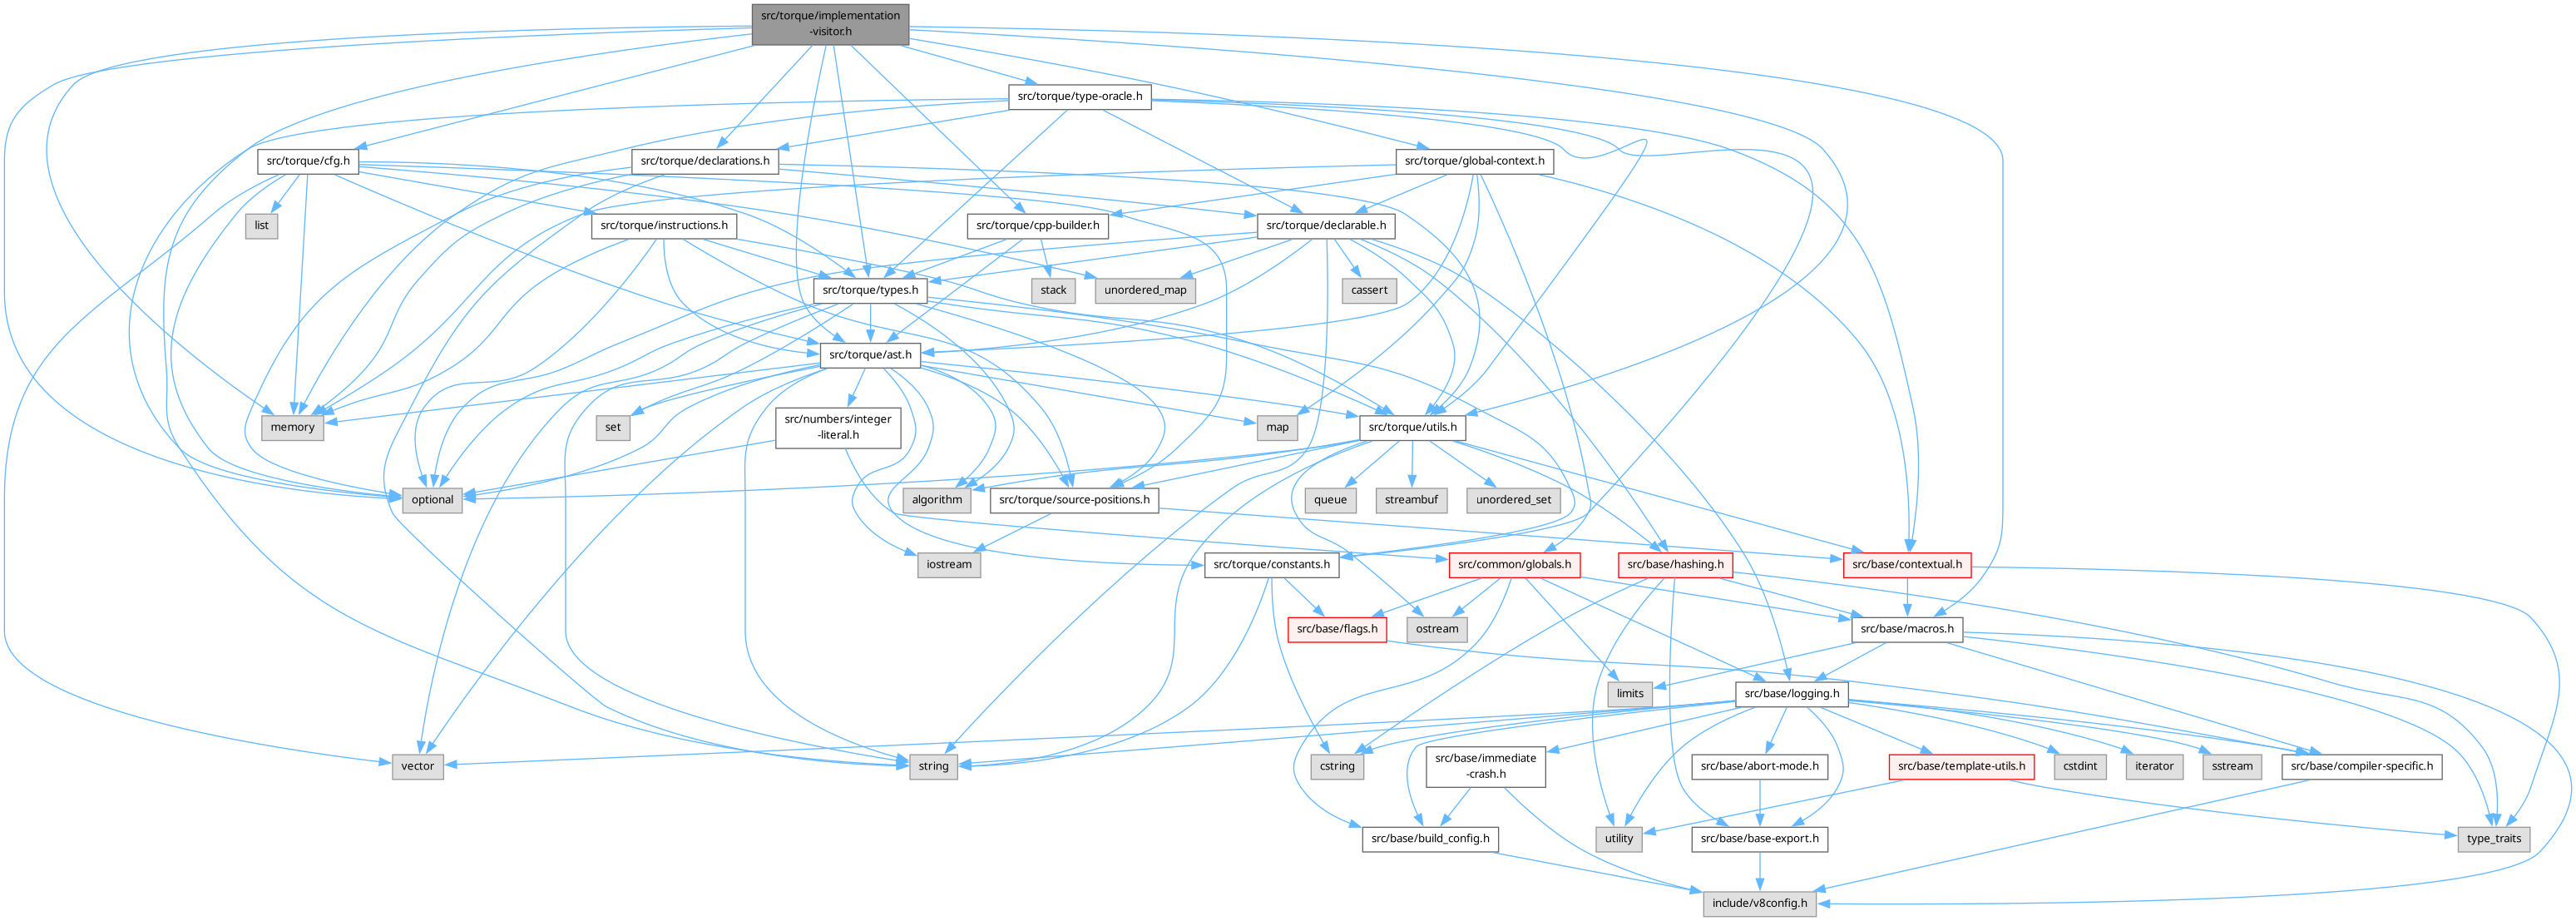 src/torque/implementation
-visitor.h
src/torque/type-oracle.h
src/torque/cfg.h
src/torque/declarations.h
src/torque/global-context.h
list
src/torque/instructions.h
src/torque/cpp-builder.h
src/torque/declarable.h
src/torque/types.h
stack
unordered_map
cassert
src/torque/ast.h
memory
set
src/numbers/integer
-literal.h
map
src/torque/utils.h
optional
algorithm
src/torque/source-positions.h
queue
streambuf
unordered_set
iostream
src/torque/constants.h
src/common/globals.h
src/base/hashing.h
src/base/contextual.h
src/base/flags.h
ostream
src/base/macros.h
limits
src/base/logging.h
vector
string
cstring
src/base/immediate
-crash.h
src/base/abort-mode.h
src/base/template-utils.h
cstdint
iterator
sstream
src/base/compiler-specific.h
src/base/build_config.h
utility
src/base/base-export.h
type_traits
include/v8config.h